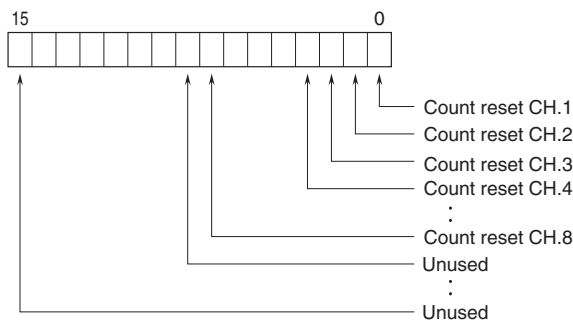 15 0
Count reset CH.1
Count reset CH.2
Count reset CH.3
Count reset CH.4
:
Count reset CH.8
Unused
:
Unused